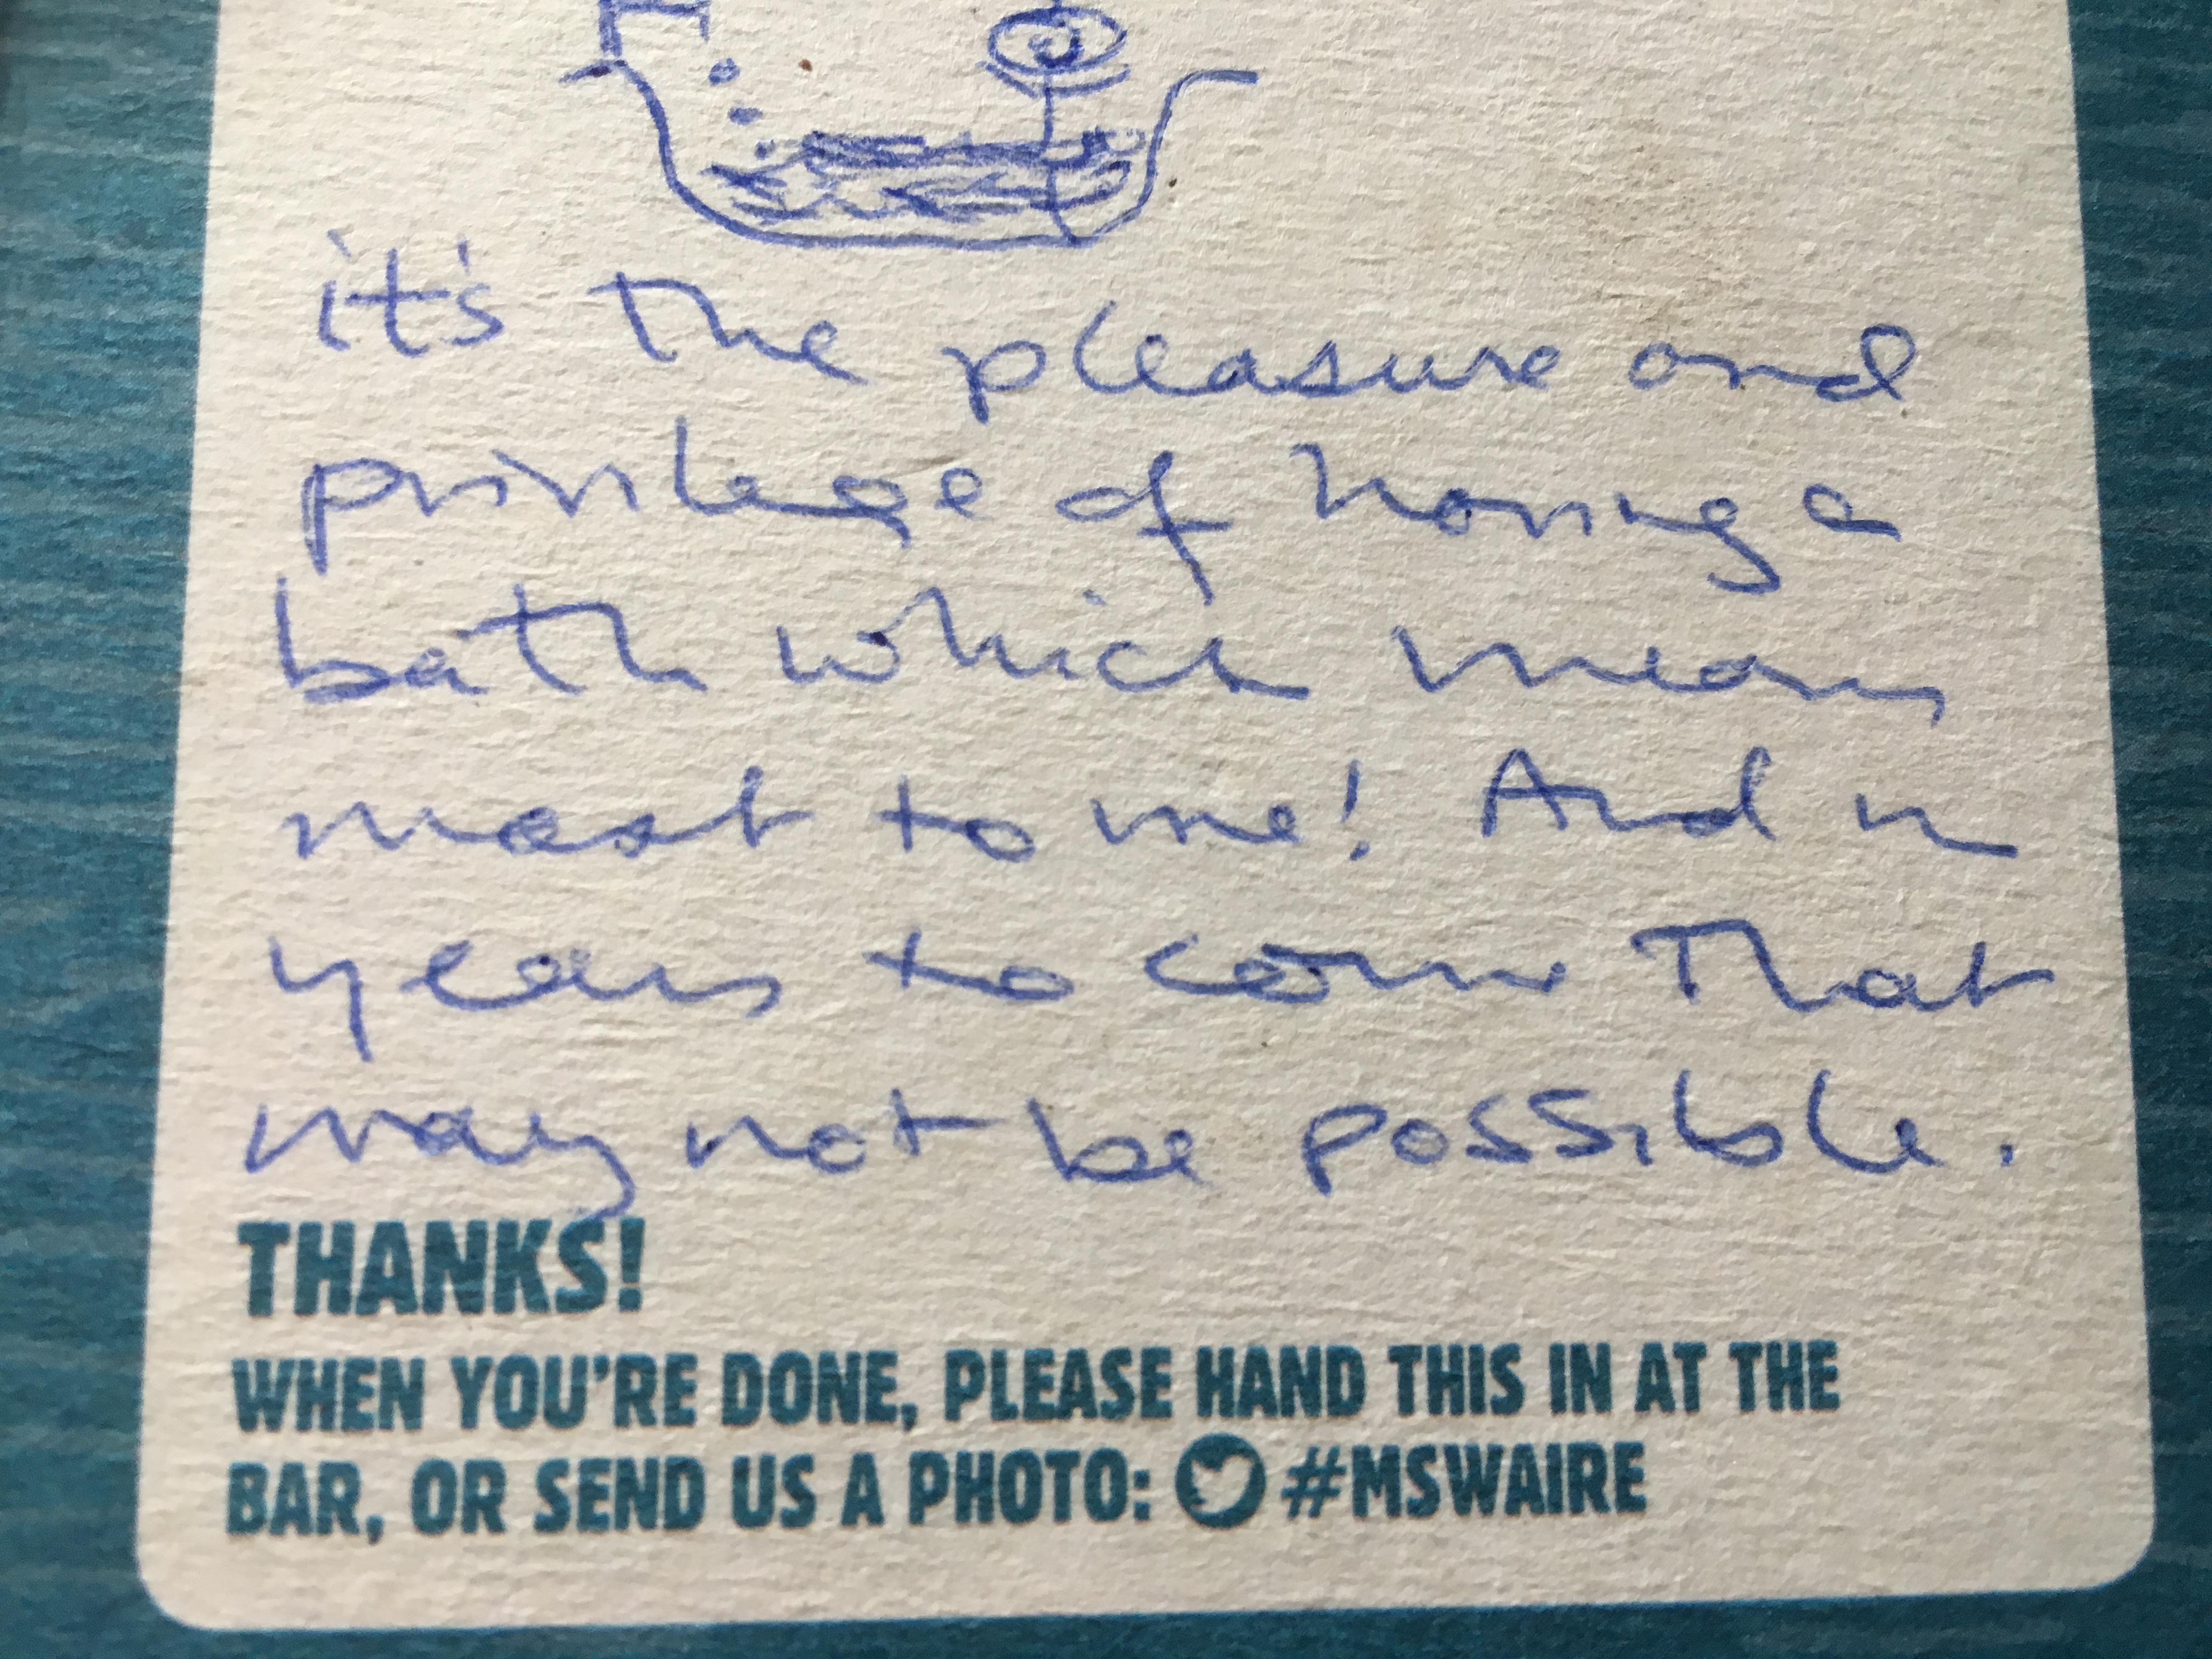 it's the pleasure and
privilege of having a
bath which means
most to me! And in
years to come that
may not be possible.
THANKS!
WHEN YOU'RE DONE, PLEASE HAND THIS IN AT THE
BAR, OR SEND US A PHOTO: #MSWAIRE